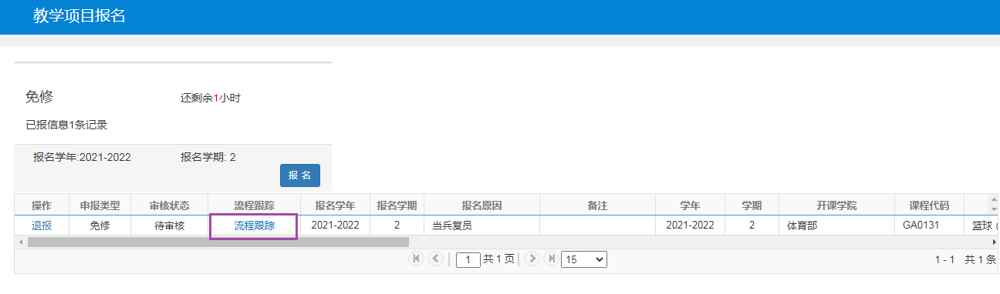 教学项目报名
免修 还剩余1小时
已报信息1条记录
报名学年:2021-2022 报名学期: 2
报 名
操作 申报类型 审核状态 流程跟踪 报名学年 报名学期 报名原因 备注 学年 学期 开课学院 课程代码
退报 免修 待审核 流程跟踪 2021-2022 2 当兵复员 2021-2022 2 体育部 GA0131 篮球（
1 共 1 页 15 1 - 1 共 1 条